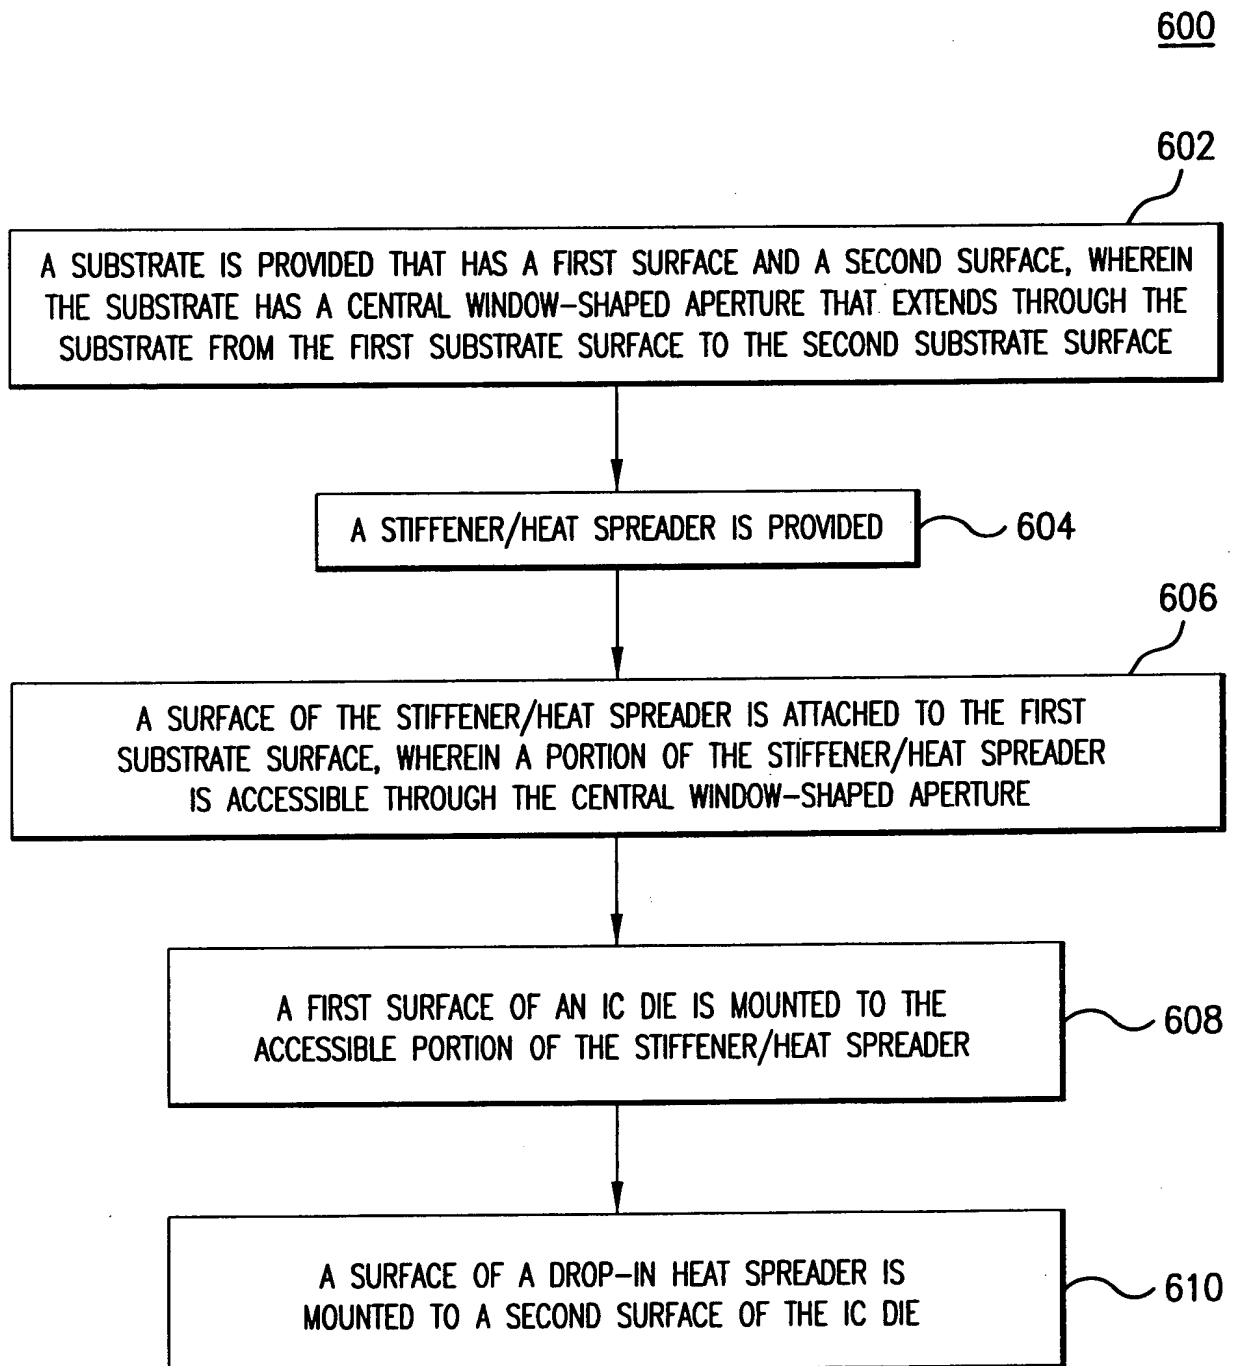 600
602
A SUBSTRATE IS PROVIDED THAT HAS A FIRST SURFACE AND A SECOND SURFACE, WHEREIN
THE SUBSTRATE HAS A CENTRAL WINDOW-SHAPED APERTURE THAT EXTENDS THROUGH THE
SUBSTRATE FROM THE FIRST SUBSTRATE SURFACE TO THE SECOND SUBSTRATE SURFACE
A STIFFENER/HEAT SPREADER IS PROVIDED
604
606
A SURFACE OF THE STIFFENER/HEAT SPREADER IS ATTACHED TO THE FIRST
SUBSTRATE SURFACE, WHEREIN A PORTION OF THE STIFFENER/HEAT SPREADER
IS ACCESSIBLE THROUGH THE CENTRAL WINDOW-SHAPED APERTURE
A FIRST SURFACE OF AN IC DIE IS MOUNTED TO THE
ACCESSIBLE PORTION OF THE STIFFENER/HEAT SPREADER
608
A SURFACE OF A DROP-IN HEAT SPREADER IS
MOUNTED TO A SECOND SURFACE OF THE IC DIE
610